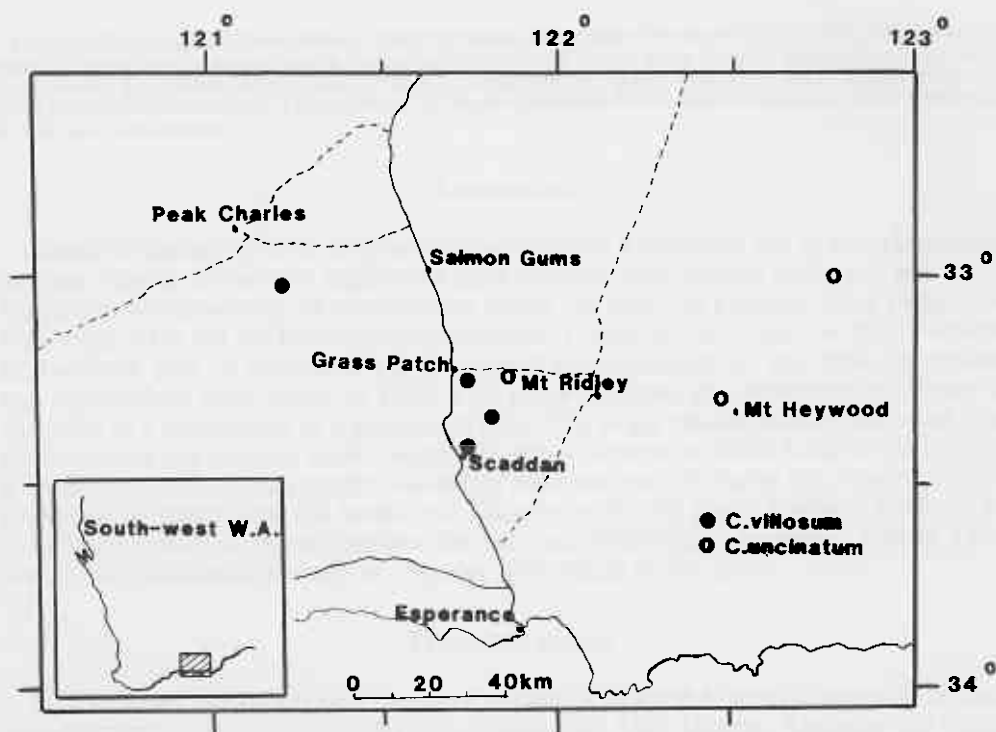 121°
122°
123°
Peak Charles
Salmon Gums
33°
Grass Patch
Mt Ridley
Mt Heywood
Scaddan
South-west W.A.
C.villosum
C.uncinatum
Esperance
0 20 40km
34°